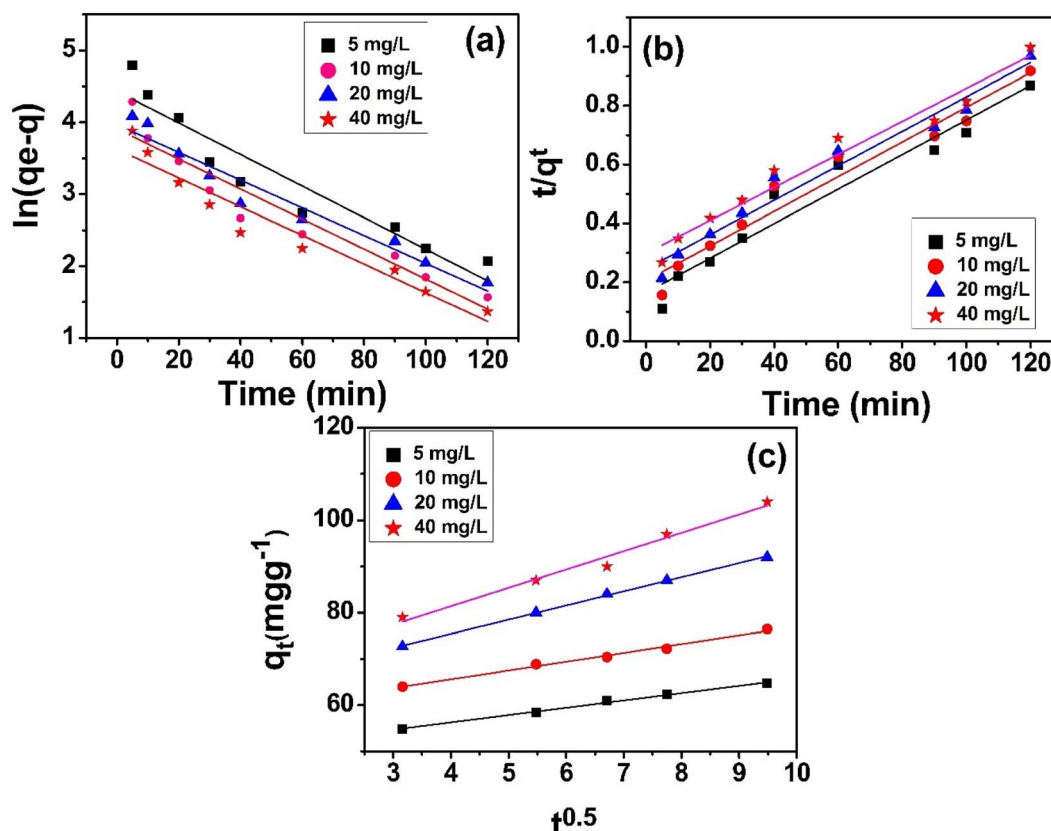 (a)
5 mg/L
10 mg/L
20 mg/L
40 mg/L
ln(qe-q)
5
4
3
2
1
0 20 40 60 80 100 120
Time (min)
(b)
t/qᵗ
1.0
0.8
0.6
0.4
0.2
0.0
5 mg/L
10 mg/L
20 mg/L
40 mg/L
0 20 40 60 80 100 120
Time (min)
(c)
5 mg/L
10 mg/L
20 mg/L
40 mg/L
qₜ(mgg⁻¹)
120
100
80
60
3 4 5 6 7 8 9 10
t⁰·⁵